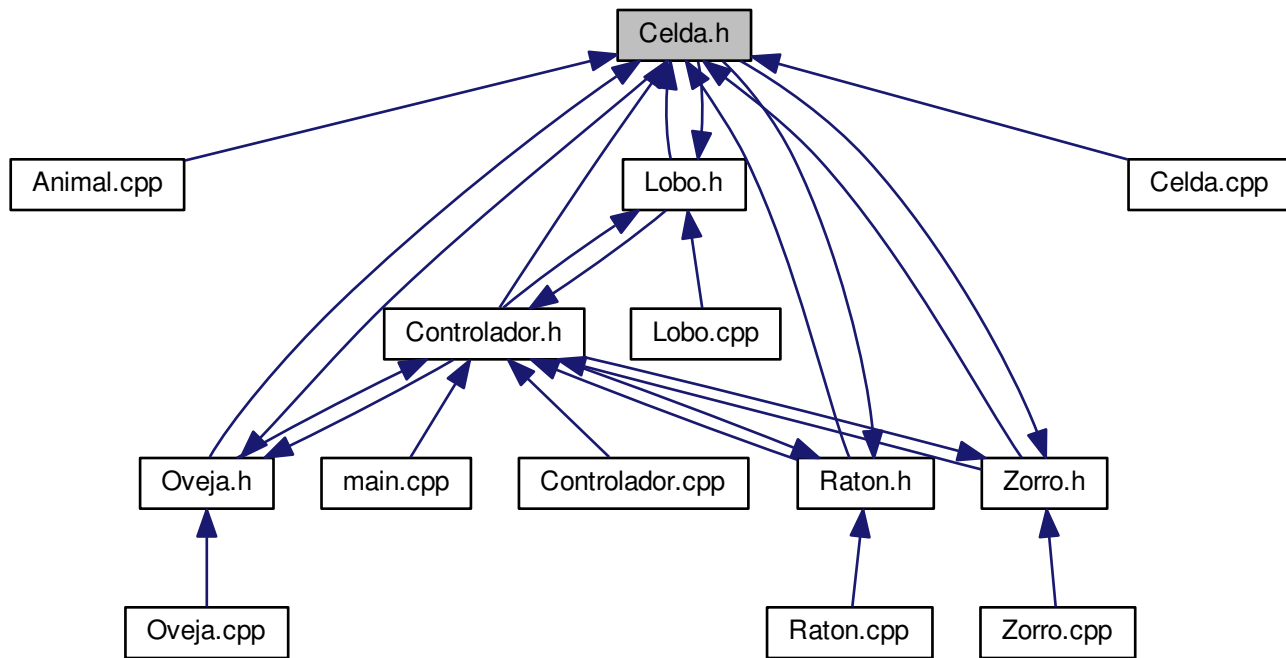 Celda.h
Animal.cpp
Lobo.h
Celda.cpp
Controlador.h
Lobo.cpp
Oveja.h
main.cpp
Controlador.cpp
Raton.h
Zorro.h
Oveja.cpp
Raton.cpp
Zorro.cpp